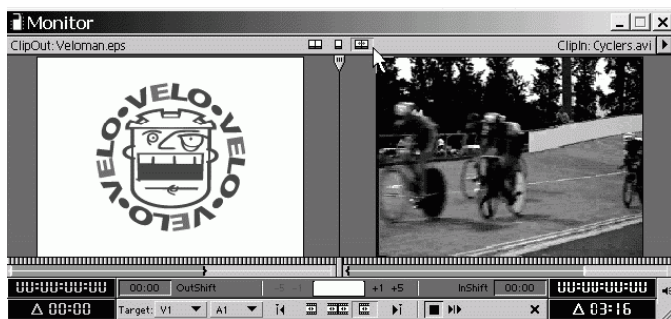 Monitor
ClipOut: Veloman.eps
ClipIn: Cyclers.avi
VELO•VELO•VELO•VELO•VELO•
00:00:00:00
00:00 OutShift
-5 -1
+1 +5
InShift 00:00
00:00:00:00
Δ 00:00
Target: V1
A1
Δ 03:16